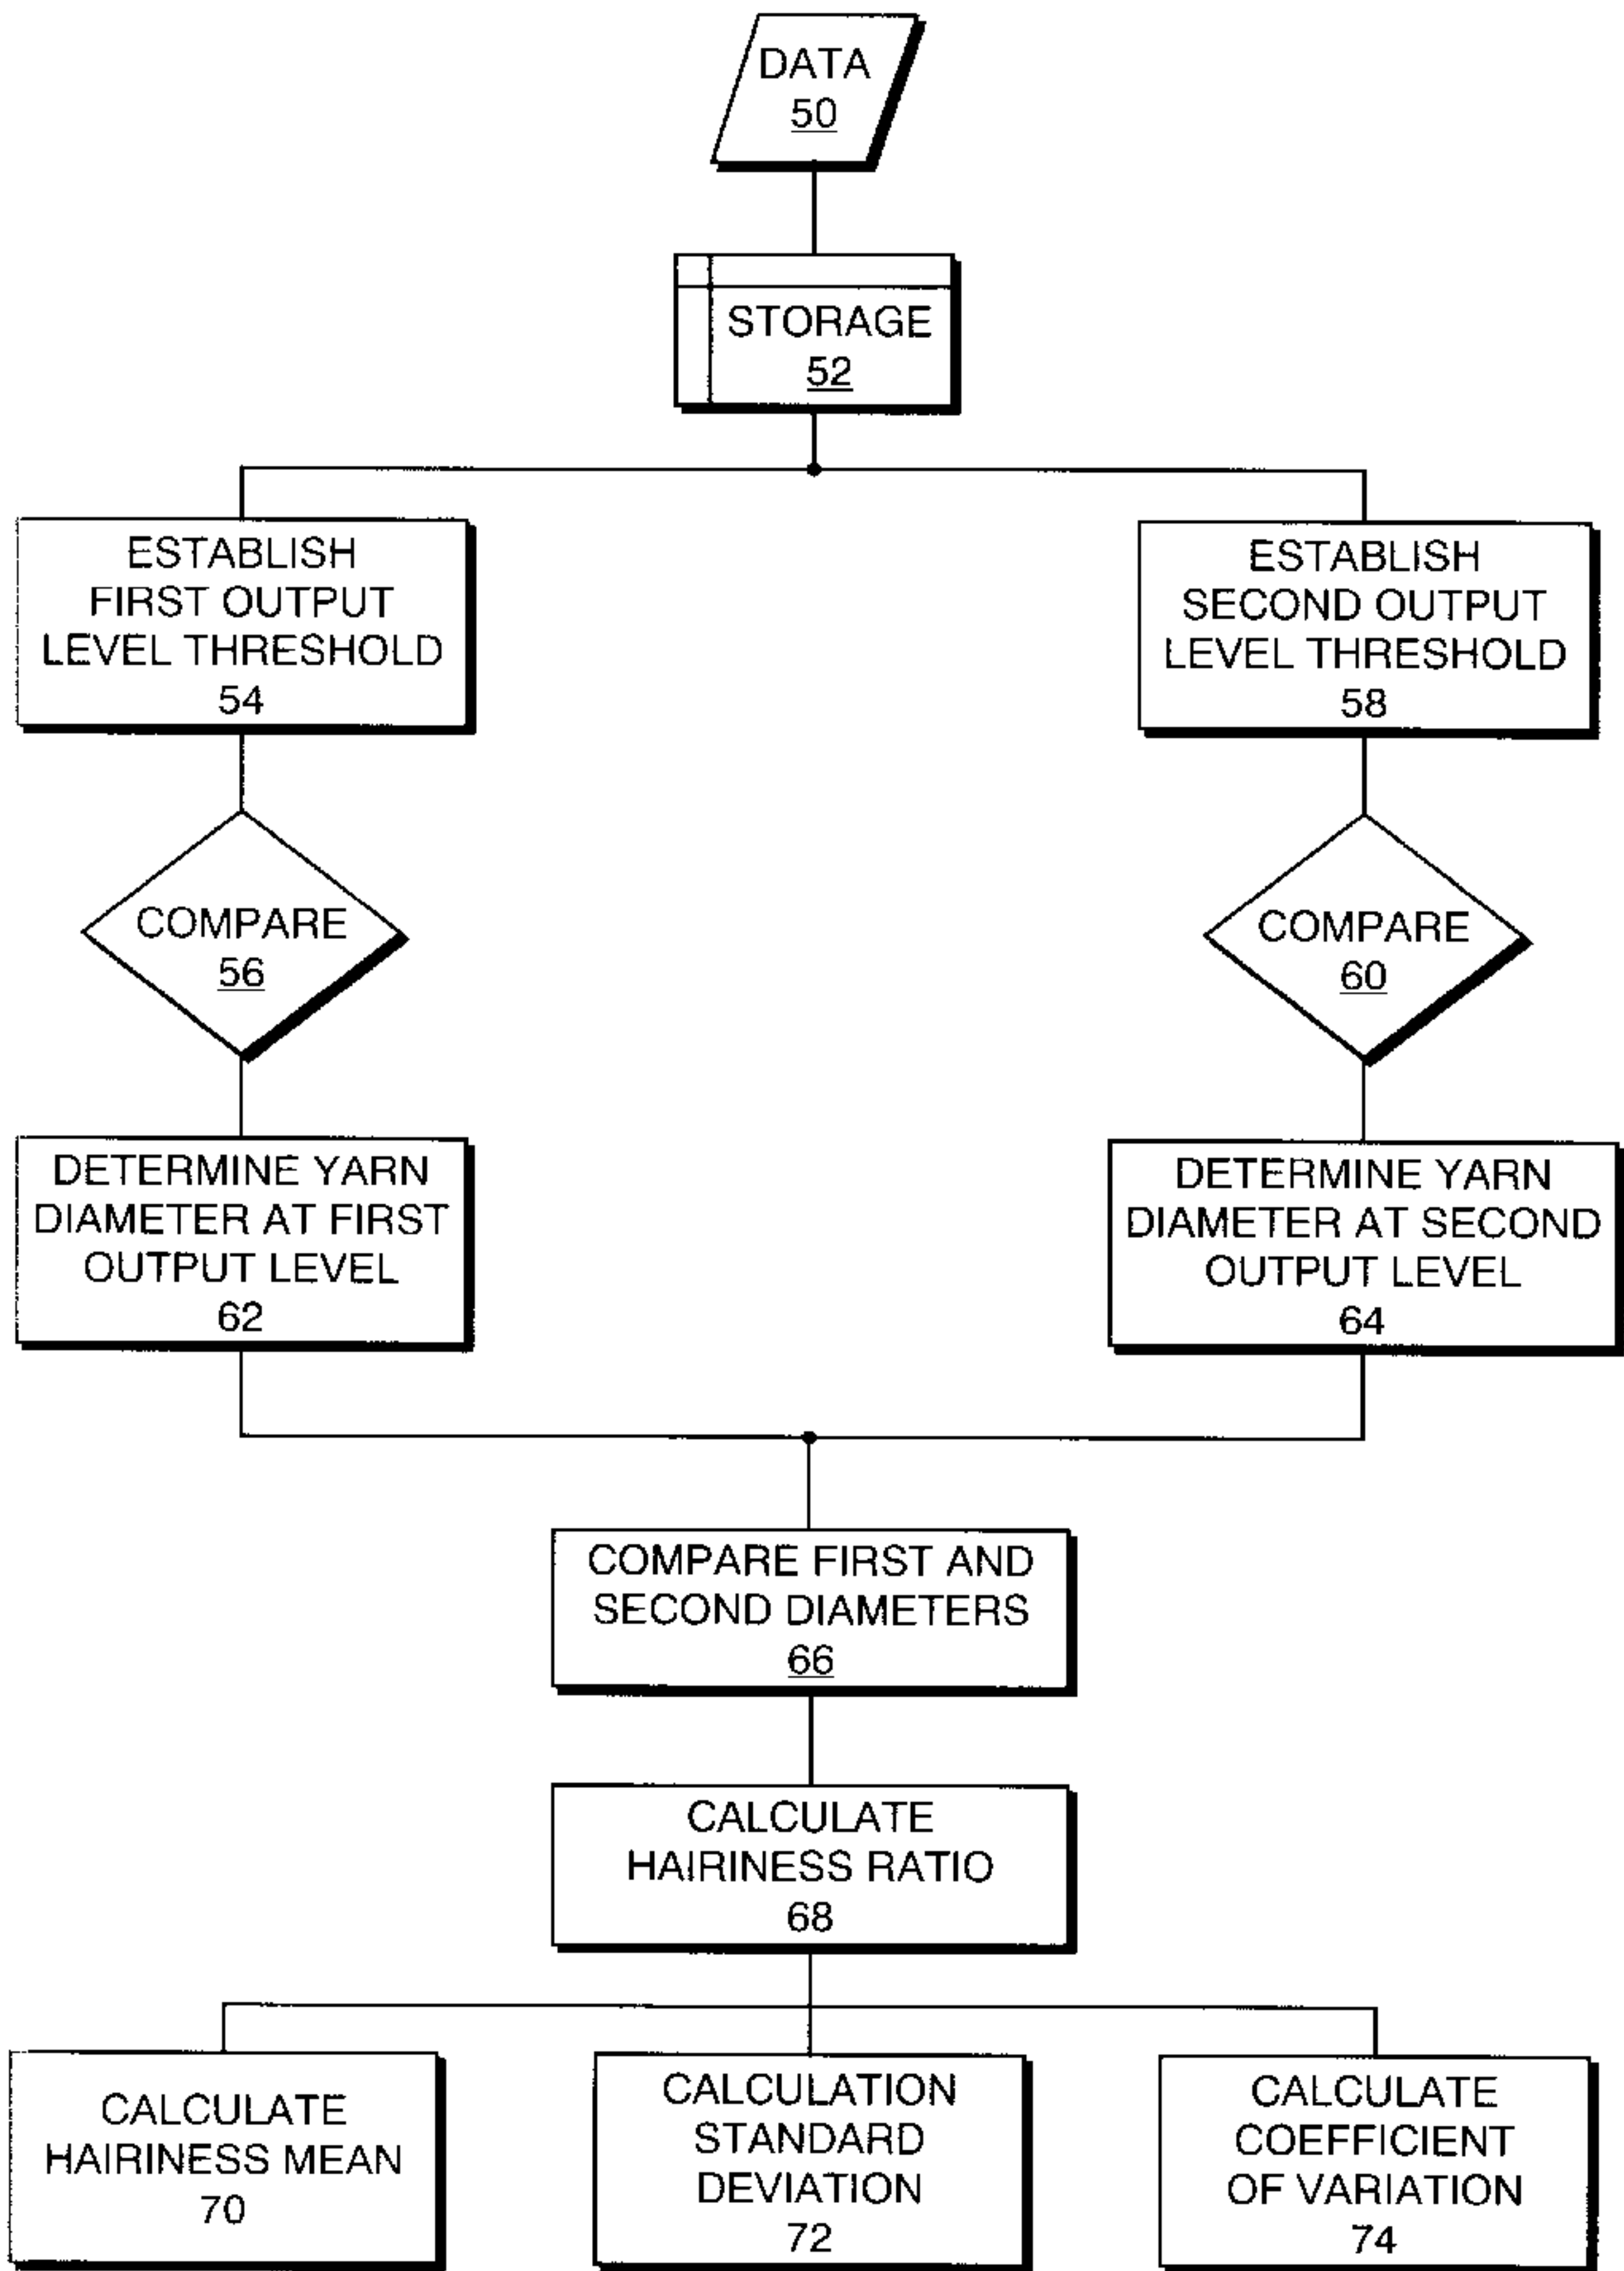 DATA
50
STORAGE
52
ESTABLISH
FIRST OUTPUT
LEVEL THRESHOLD
54
ESTABLISH
SECOND OUTPUT
LEVEL THRESHOLD
58
COMPARE
56
COMPARE
60
DETERMINE YARN
DIAMETER AT FIRST
OUTPUT LEVEL
62
DETERMINE YARN
DIAMETER AT SECOND
OUTPUT LEVEL
64
COMPARE FIRST AND
SECOND DIAMETERS
66
CALCULATE
HAIRINESS RATIO
68
CALCULATE
HAIRINESS MEAN
70
CALCULATION
STANDARD
DEVIATION
72
CALCULATE
COEFFICIENT
OF VARIATION
74